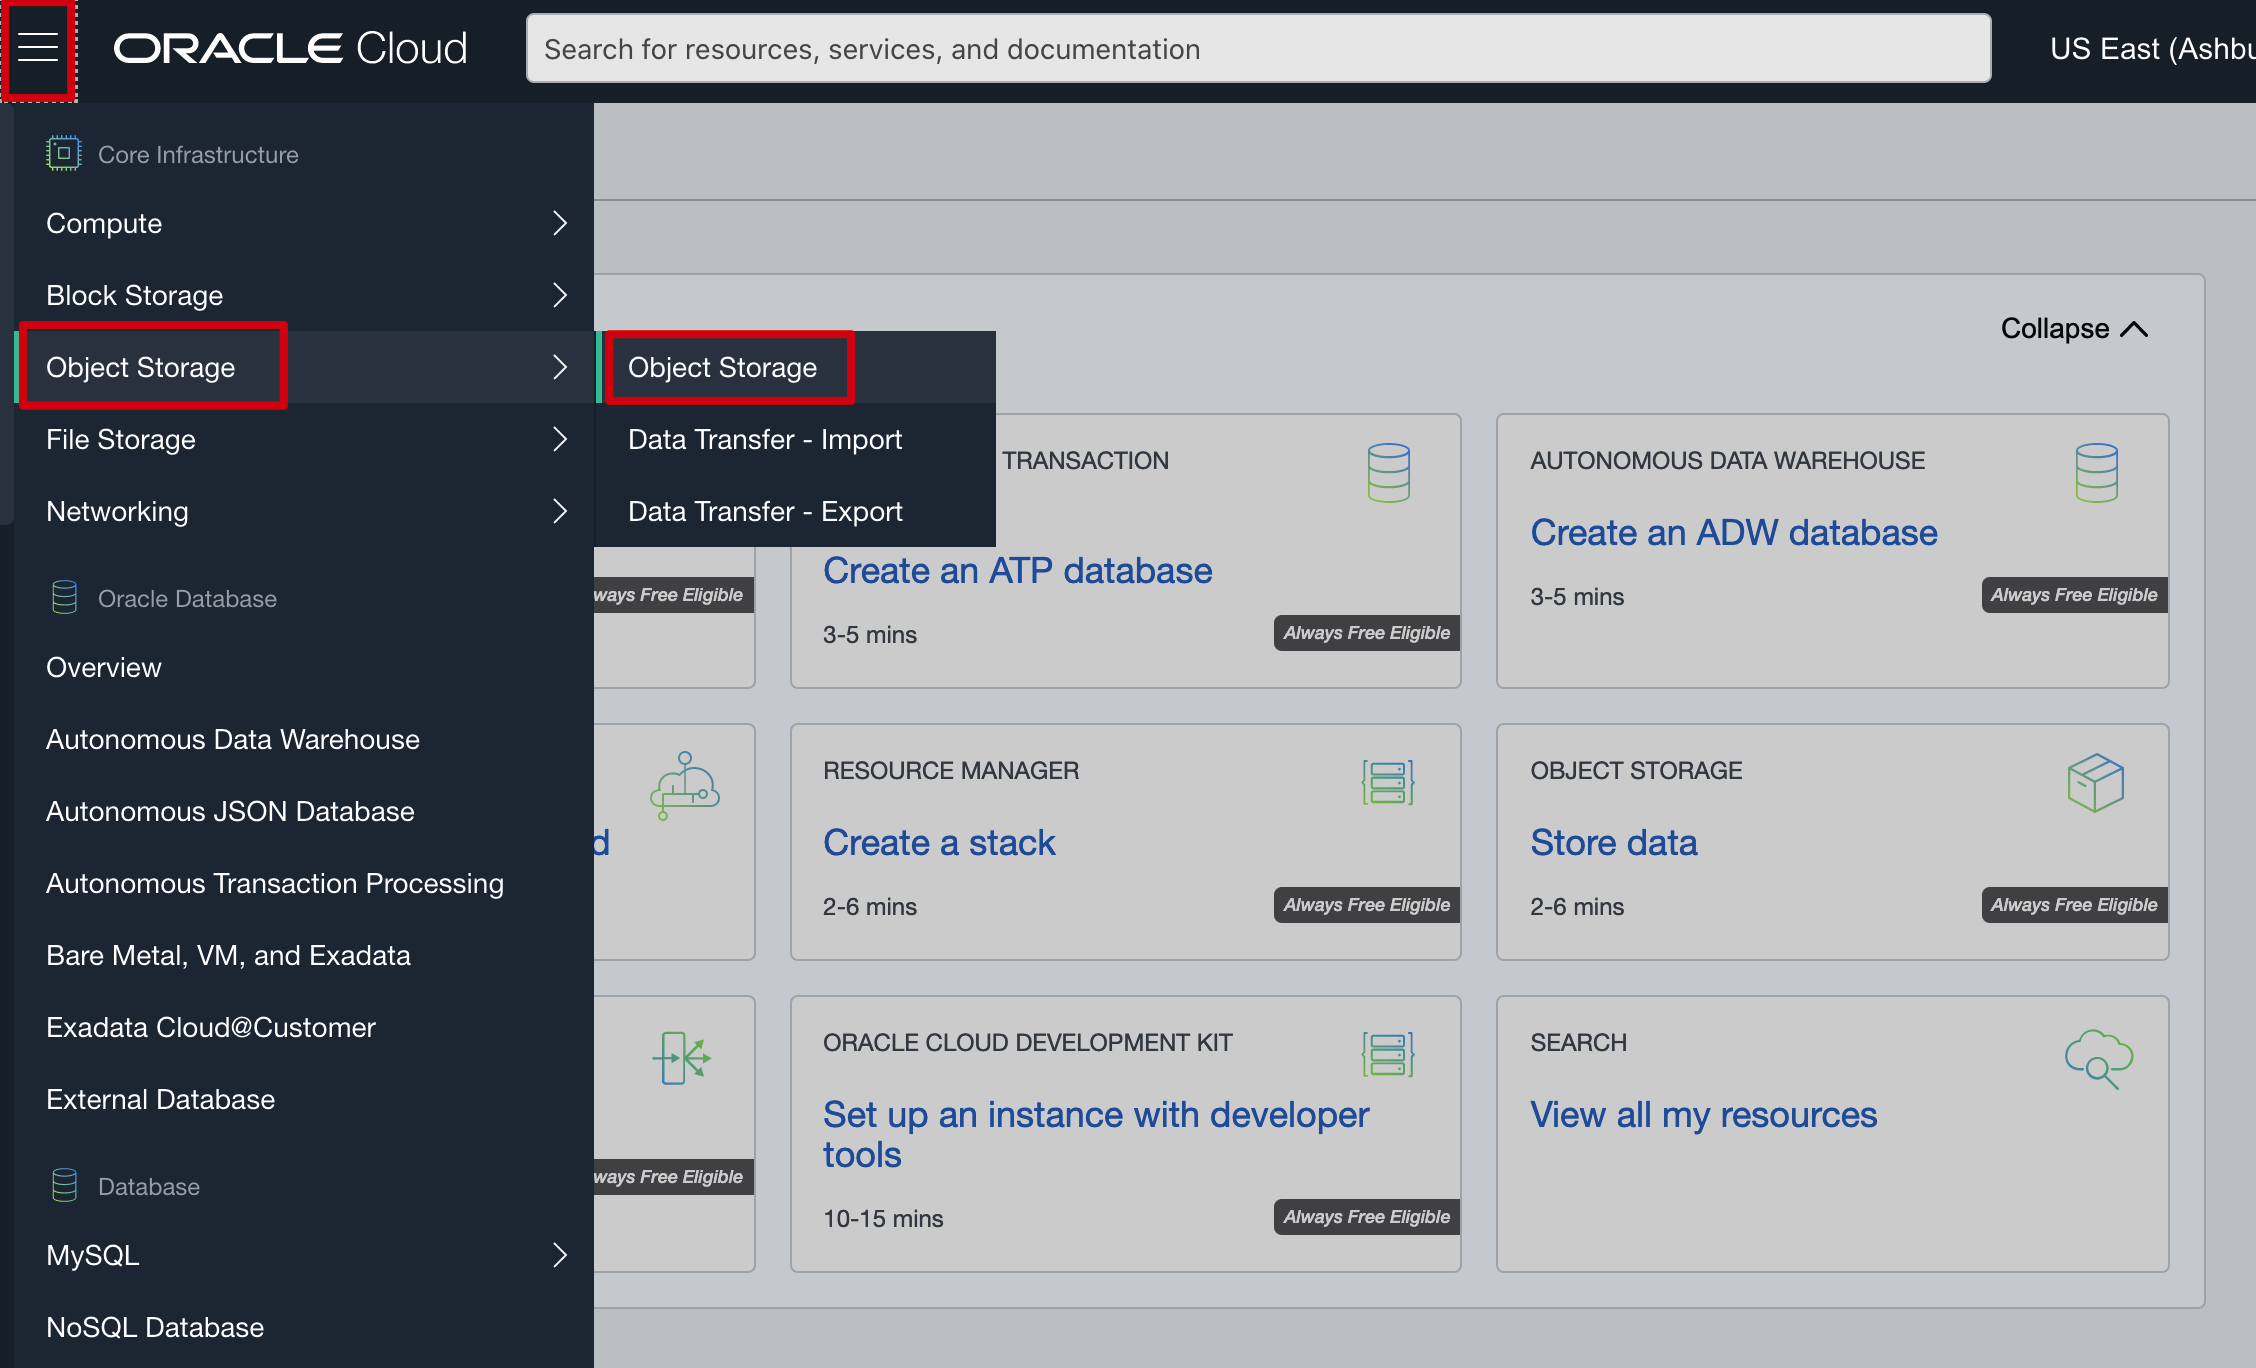 ORACLE Cloud
Search for resources, services, and documentation
US East (Ashbu
Core Infrastructure
Compute
Block Storage
Object Storage
File Storage
Networking
Oracle Database
Overview
Autonomous Data Warehouse
Autonomous JSON Database
Autonomous Transaction Processing
Bare Metal, VM, and Exadata
Exadata Cloud@Customer
External Database
Database
MySQL
NoSQL Database
Object Storage
Data Transfer - Import
Data Transfer - Export
Collapse
ways Free Eligible
TRANSACTION
Create an ATP database
3-5 mins
Always Free Eligible
AUTONOMOUS DATA WAREHOUSE
Create an ADW database
3-5 mins
Always Free Eligible
d
RESOURCE MANAGER
Create a stack
2-6 mins
Always Free Eligible
OBJECT STORAGE
Store data
2-6 mins
Always Free Eligible
ways Free Eligible
ORACLE CLOUD DEVELOPMENT KIT
Set up an instance with developer
tools
10-15 mins
Always Free Eligible
SEARCH
View all my resources